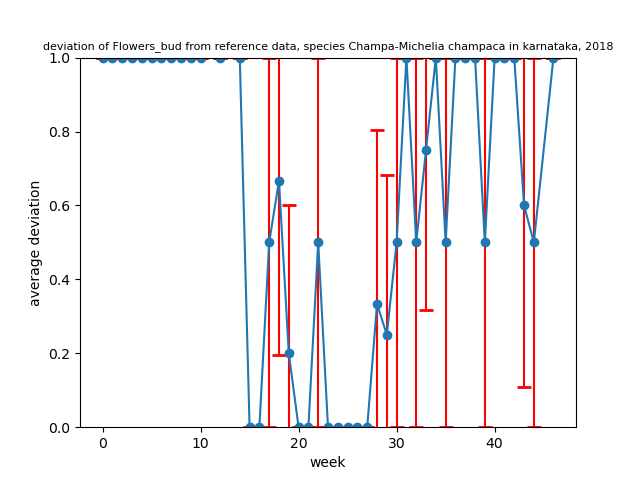 deviation of Flowers_bud from reference data, species Champa-Michelia champaca in karnataka, 2018
1.0
0.8
0.6
0.4
0.2
0.0
average deviation
0 10 20 30 40
week